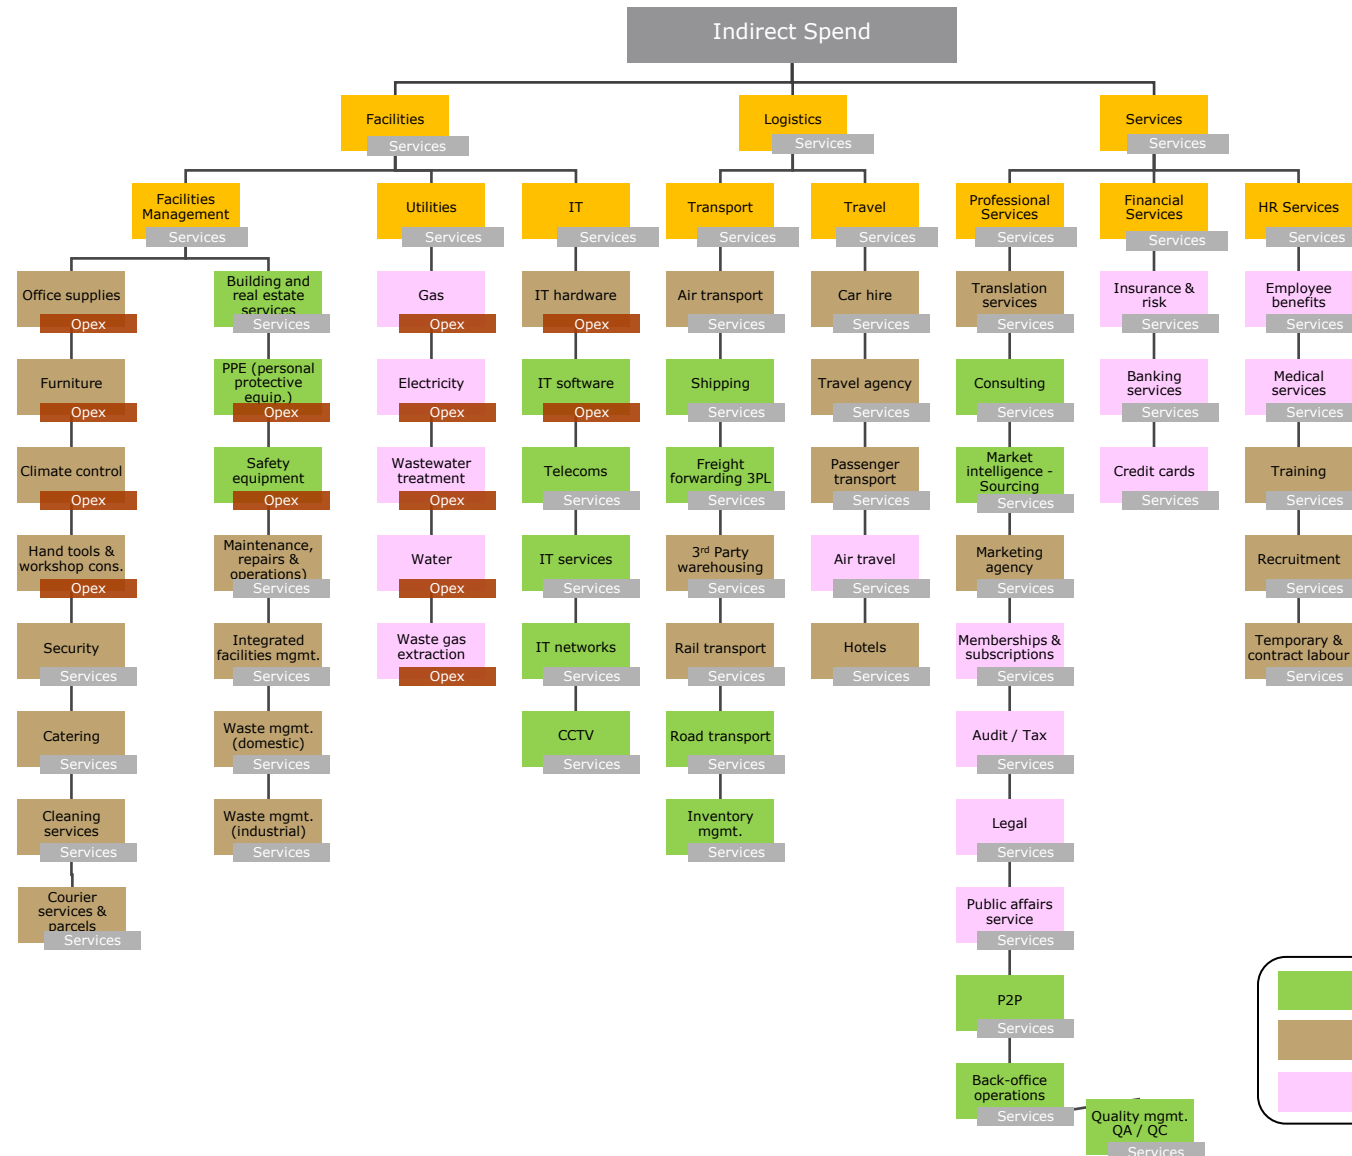 Indirect Spend
Facilities
Services
Logistics
Services
Services
Services
Facilities
Management
Services
Utilities
Services
IT
Services
Transport
Services
Travel
Services
Professional
Services
Services
Financial
Services
Services
HR Services
Services
Office supplies
Opex
Furniture
Opex
Climate control
Opex
Hand tools &
workshop cons.
Opex
Security
Services
Catering
Services
Cleaning
services
Services
Courier
services &
parcels
Services
Building and
real estate
services
Services
PPE (personal
protective
equip.)
Opex
Safety
equipment
Opex
Maintenance,
repairs &
operations)
Services
Integrated
facilities mgmt.
Services
Waste mgmt.
(domestic)
Services
Waste mgmt.
(industrial)
Services
Gas
Opex
Electricity
Opex
Wastewater
treatment
Opex
Water
Opex
Waste gas
extraction
Opex
IT hardware
Opex
IT software
Opex
Telecoms
Services
IT services
Services
IT networks
Services
CCTV
Services
Air transport
Services
Shipping
Services
Freight
forwarding 3PL
Services
3rd Party
warehousing
Services
Rail transport
Services
Road transport
Services
Inventory
mgmt.
Services
Car hire
Services
Travel agency
Services
Passenger
transport
Services
Air travel
Services
Hotels
Services
Translation
services
Services
Consulting
Services
Market
intelligence -
Sourcing
Services
Marketing
agency
Services
Memberships &
subscriptions
Services
Audit / Tax
Services
Legal
Services
Public affairs
service
Services
P2P
Services
Back-office
operations
Services
Quality mgmt.
QA / QC
Services
Insurance &
risk
Services
Banking
services
Services
Credit cards
Services
Employee
benefits
Services
Medical
services
Services
Training
Services
Recruitment
Services
Temporary &
contract labour
Services